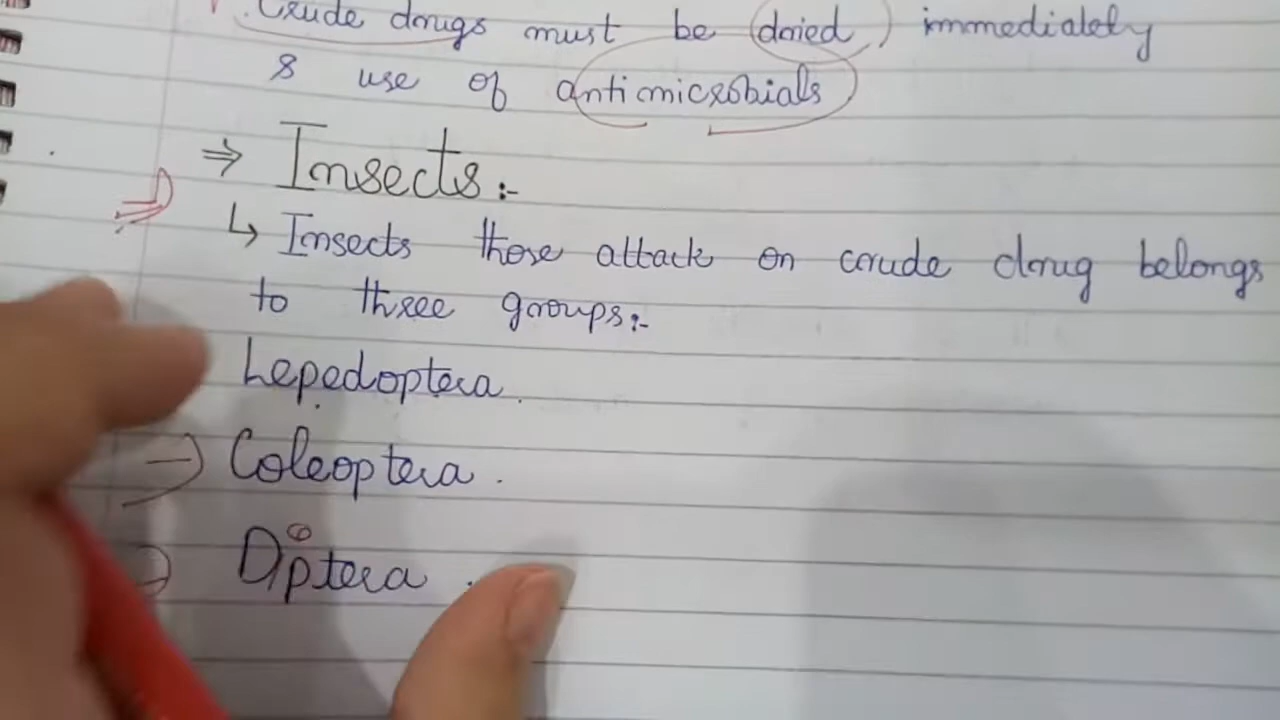 Crude drugs must be dried immediately
& use of antimicrobials
⇒ Insects:-
↳ Insects those attack on crude drug belongs
to three groups:-
Lepedoptera.
Coleoptera.
Diptera.